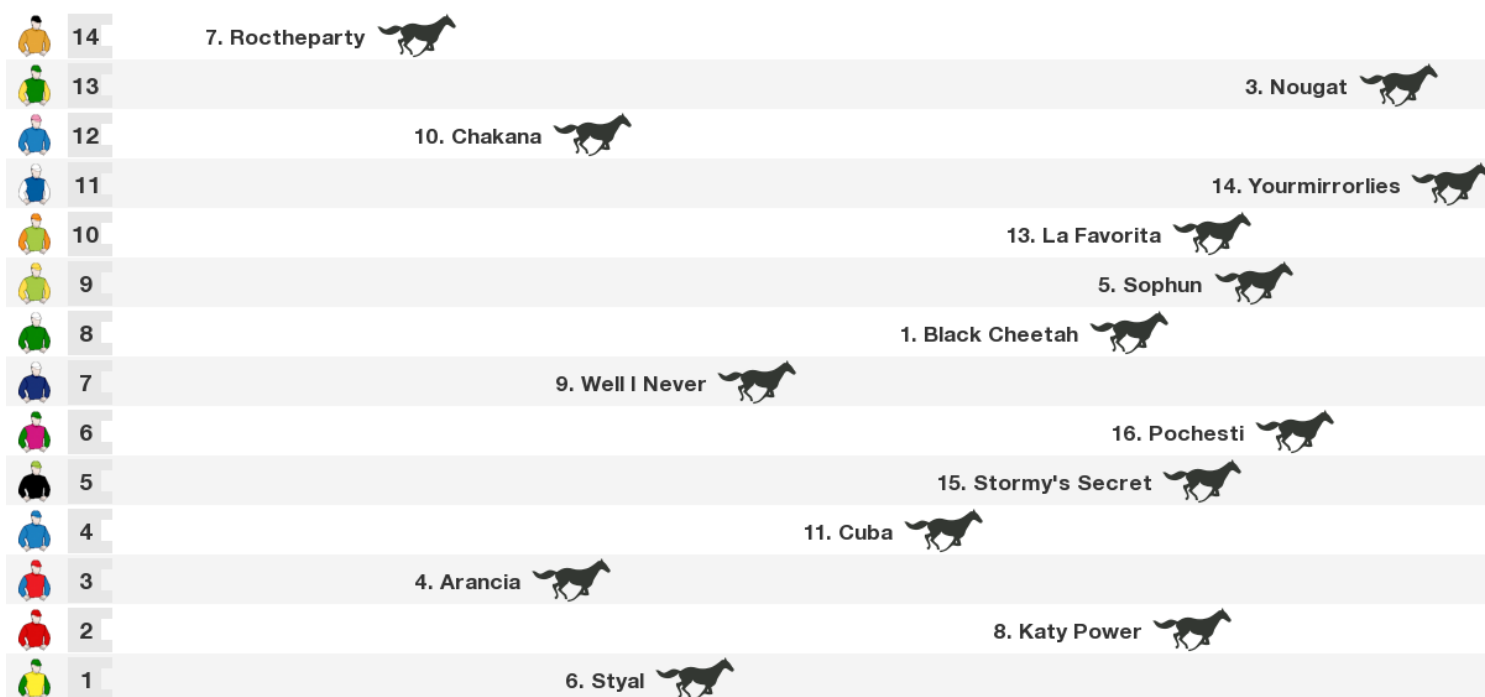 14 7. Roctheparty
13 3. Nougat
12 10. Chakana
11 14. Yourmirrorlies
10 13. La Favorita
9 5. Sophun
8 1. Black Cheetah
7 9. Well I Never
6 16. Pochesti
5 15. Stormy's Secret
4 11. Cuba
3 4. Arancia
2 8. Katy Power
1 6. Styal